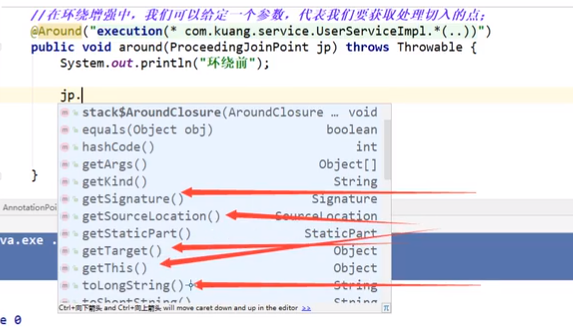 //在环绕增强中，我们可以给定一个参数，代表我们要获取处理切入的点；
@Around("execution(* com.kuang.service.UserServiceImpl.*(..))")
public void around(ProceedingJoinPoint jp) throws Throwable {
System.out.println("环绕前");
jp.
stack$AroundClosure(AroundClosure … void
equals(Object obj) boolean
hashCode() int
getArgs() Object[]
getKind() String
getSignature() Signature
getSourceLocation() SourceLocation
getStaticPart() StaticPart
getTarget() Object
getThis() Object
toLongString() String
toShortString() String
Ctrl+向下箭头 and Ctrl+向上箭头 will move caret down and up in the editor >>
π
}
AnnotationPo
va.exe .
e 0